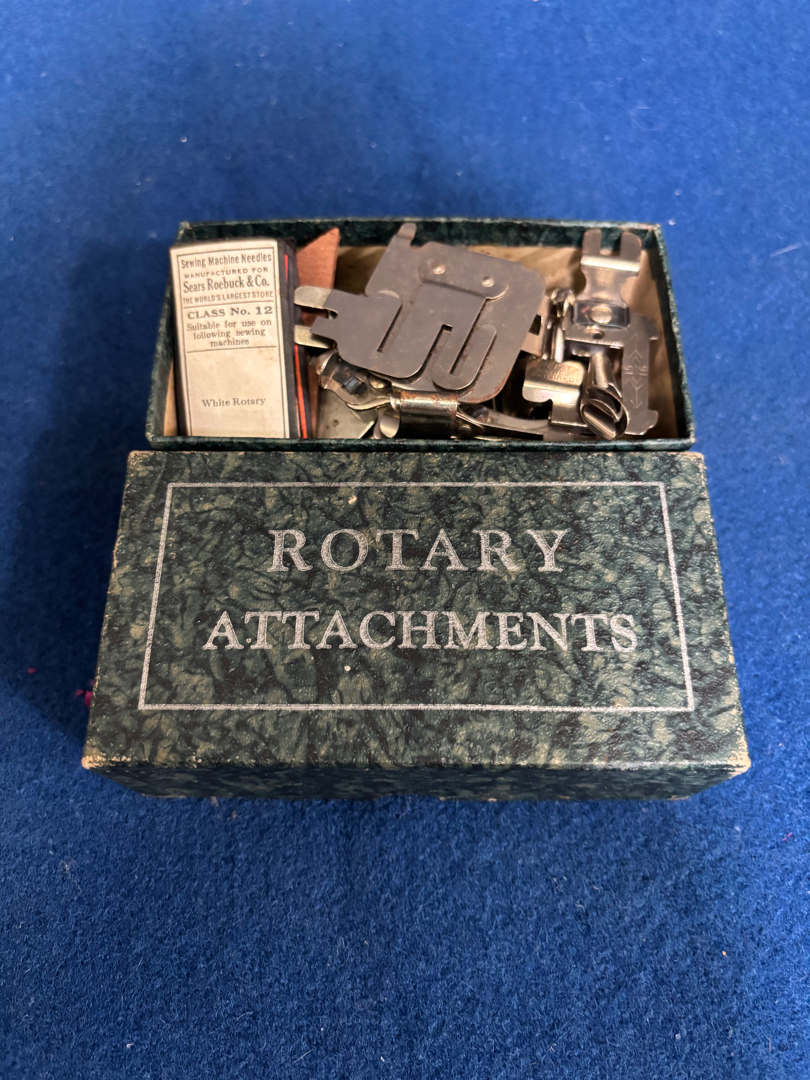 Sewing Machine Needles
MANUFACTURED FOR
Sears Roebuck & Co.
THE WORLD'S LARGEST STORE
CLASS No. 12
Suitable for use on
following sewing
machines
White Rotary
ROTARY
ATTACHMENTS